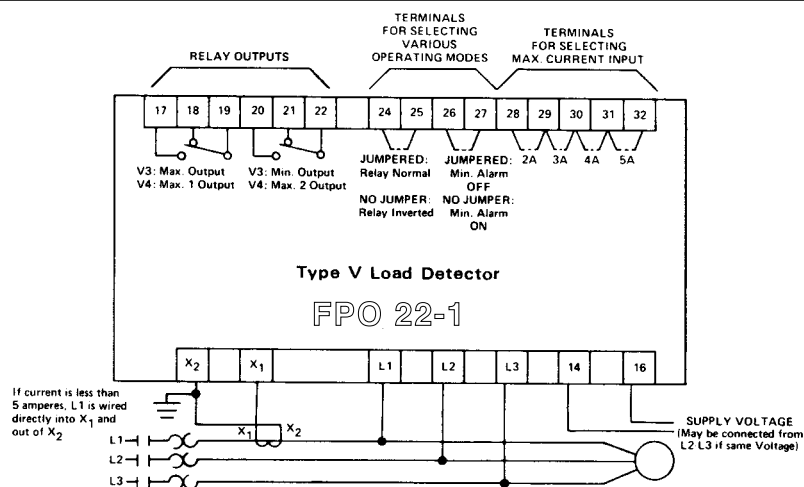 TERMINALS
FOR SELECTING
VARIOUS
OPERATING MODES
TERMINALS
FOR SELECTING
MAX. CURRENT INPUT
RELAY OUTPUTS
17 18 19 20 21 22 24 25 26 27 28 29 30 31 32
V3: Max. Output
V4: Max. 1 Output
V3: Min. Output
V4: Max. 2 Output
JUMPERED:
Relay Normal
NO JUMPER:
Relay Inverted
JUMPERED:
Min. Alarm
OFF
NO JUMPER:
Min. Alarm
ON
2A 3A 4A 5A
Type V Load Detector
FPO 22-1
X2 X1 L1 L2 L3 14 16
If current is less than
5 amperes, L1 is wired
directly into X1 and
out of X2
X1 X2
L1
L2
L3
SUPPLY VOLTAGE
(May be connected from
L2-L3 if same Voltage)